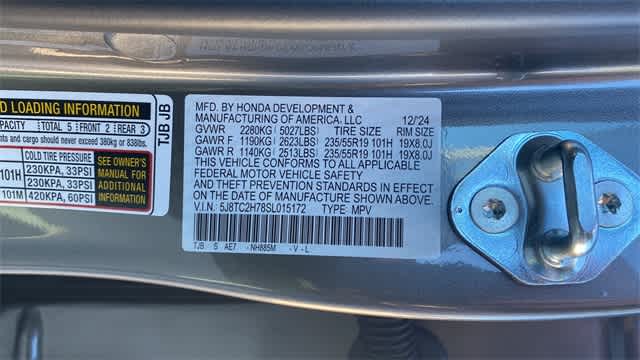 D LOADING INFORMATION
PACITY TOTAL 5 FRONT 2 REAR 3
nts and cargo should never exceed 380kg or 838lbs.
COLD TIRE PRESSURE
101H 230KPA, 33PSI
230KPA, 33PSI
101M 420KPA, 60PSI
SEE OWNER'S
MANUAL FOR
ADDITIONAL
INFORMATION
TJB JB
MFD. BY HONDA DEVELOPMENT &
MANUFACTURING OF AMERICA, LLC 12/'24
GVWR 2280KG 5027LBS TIRE SIZE RIM SIZE
GAWR F 1190KG 2623LBS 235/55R19 101H 19X8.0J
GAWR R 1140KG 2513LBS 235/55R19 101H 19X8.0J
THIS VEHICLE CONFORMS TO ALL APPLICABLE
FEDERAL MOTOR VEHICLE SAFETY
AND THEFT PREVENTION STANDARDS IN EFFECT
ON THE DATE OF MANUFACTURE SHOWN ABOVE.
V.I.N. 5J8TC2H78SL015172 TYPE MPV
TJB S AE7 - NH885M - V - L